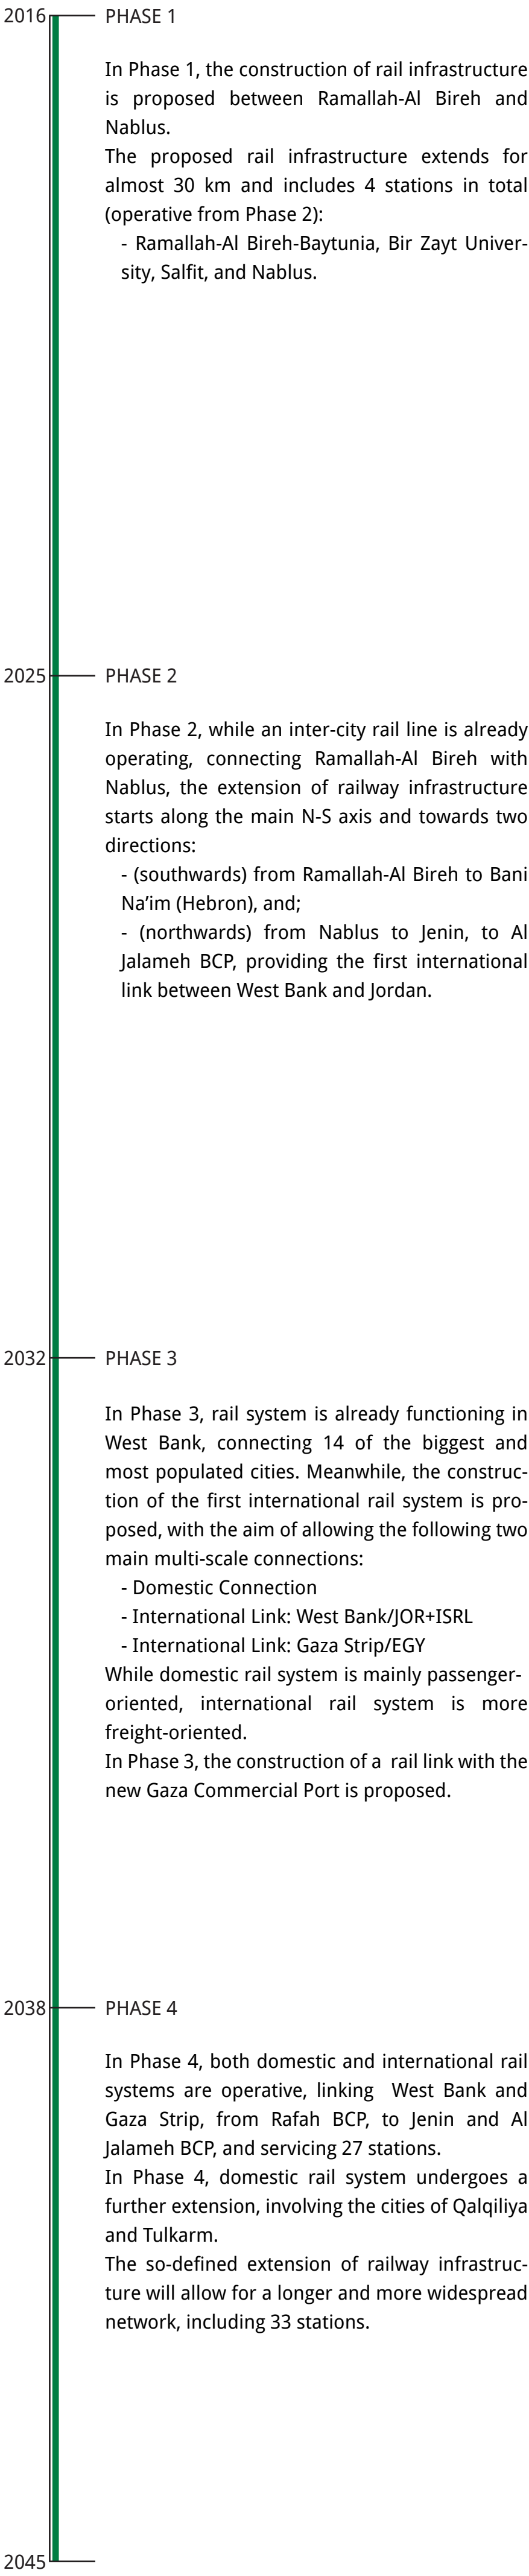 2016 PHASE 1
In Phase 1, the construction of rail infrastructure
is proposed between Ramallah-Al Bireh and
Nablus.
The proposed rail infrastructure extends for
almost 30 km and includes 4 stations in total
(operative from Phase 2):
- Ramallah-Al Bireh-Baytunia, Bir Zayt Univer-
sity, Salfit, and Nablus.
2025 PHASE 2
In Phase 2, while an inter-city rail line is already
operating, connecting Ramallah-Al Bireh with
Nablus, the extension of railway infrastructure
starts along the main N-S axis and towards two
directions:
- (southwards) from Ramallah-Al Bireh to Bani
Na’im (Hebron), and;
- (northwards) from Nablus to Jenin, to Al
Jalameh BCP, providing the first international
link between West Bank and Jordan.
2032 PHASE 3
In Phase 3, rail system is already functioning in
West Bank, connecting 14 of the biggest and
most populated cities. Meanwhile, the construc-
tion of the first international rail system is pro-
posed, with the aim of allowing the following two
main multi-scale connections:
- Domestic Connection
- International Link: West Bank/JOR+ISRL
- International Link: Gaza Strip/EGY
While domestic rail system is mainly passenger-
oriented, international rail system is more
freight-oriented.
In Phase 3, the construction of a rail link with the
new Gaza Commercial Port is proposed.
2038 PHASE 4
In Phase 4, both domestic and international rail
systems are operative, linking West Bank and
Gaza Strip, from Rafah BCP, to Jenin and Al
Jalameh BCP, and servicing 27 stations.
In Phase 4, domestic rail system undergoes a
further extension, involving the cities of Qalqiliya
and Tulkarm.
The so-defined extension of railway infrastruc-
ture will allow for a longer and more widespread
network, including 33 stations.
2045